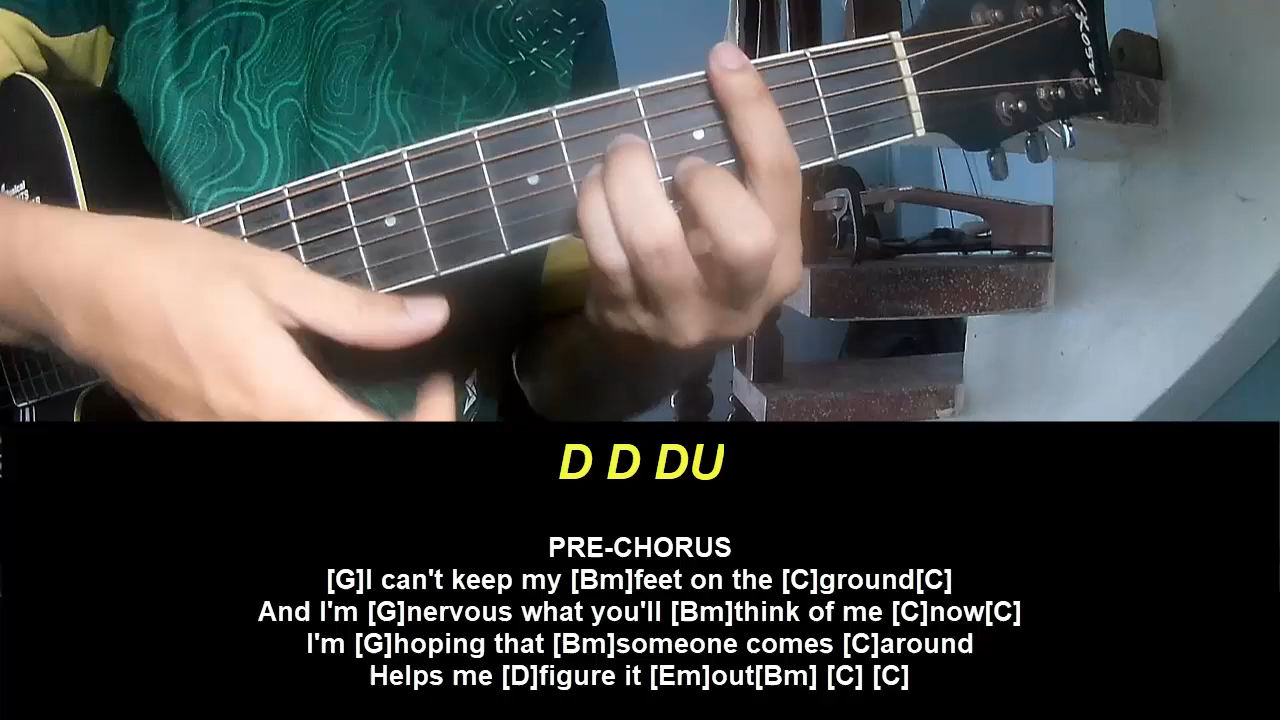 D D DU
PRE-CHORUS
[G]I can't keep my [Bm]feet on the [C]ground[C]
And I'm [G]nervous what you'll [Bm]think of me [C]now[C]
I'm [G]hoping that [Bm]someone comes [C]around
Helps me [D]figure it [Em]out[Bm] [C] [C]